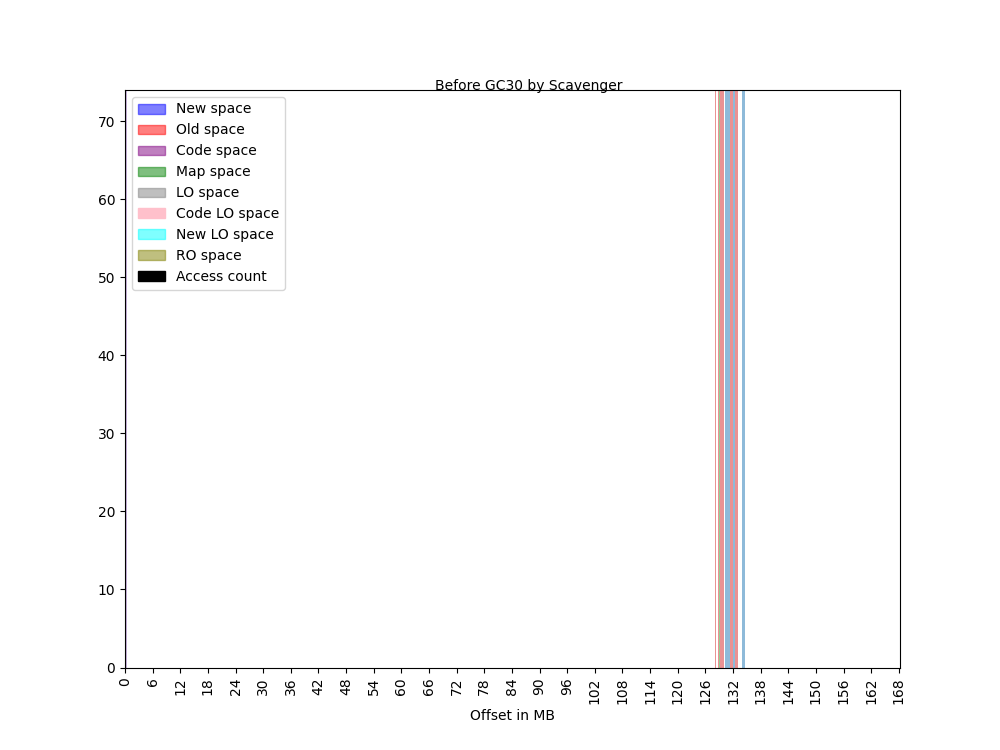 Before GC30 by Scavenger
New space
Old space
Code space
Map space
LO space
Code LO space
New LO space
RO space
Access count
70
60
50
40
30
20
10
0
0 6 12 18 24 30 36 42 48 54 60 66 72 78 84 90 96 102 108 114 120 126 132 138 144 150 156 162 168
Offset in MB